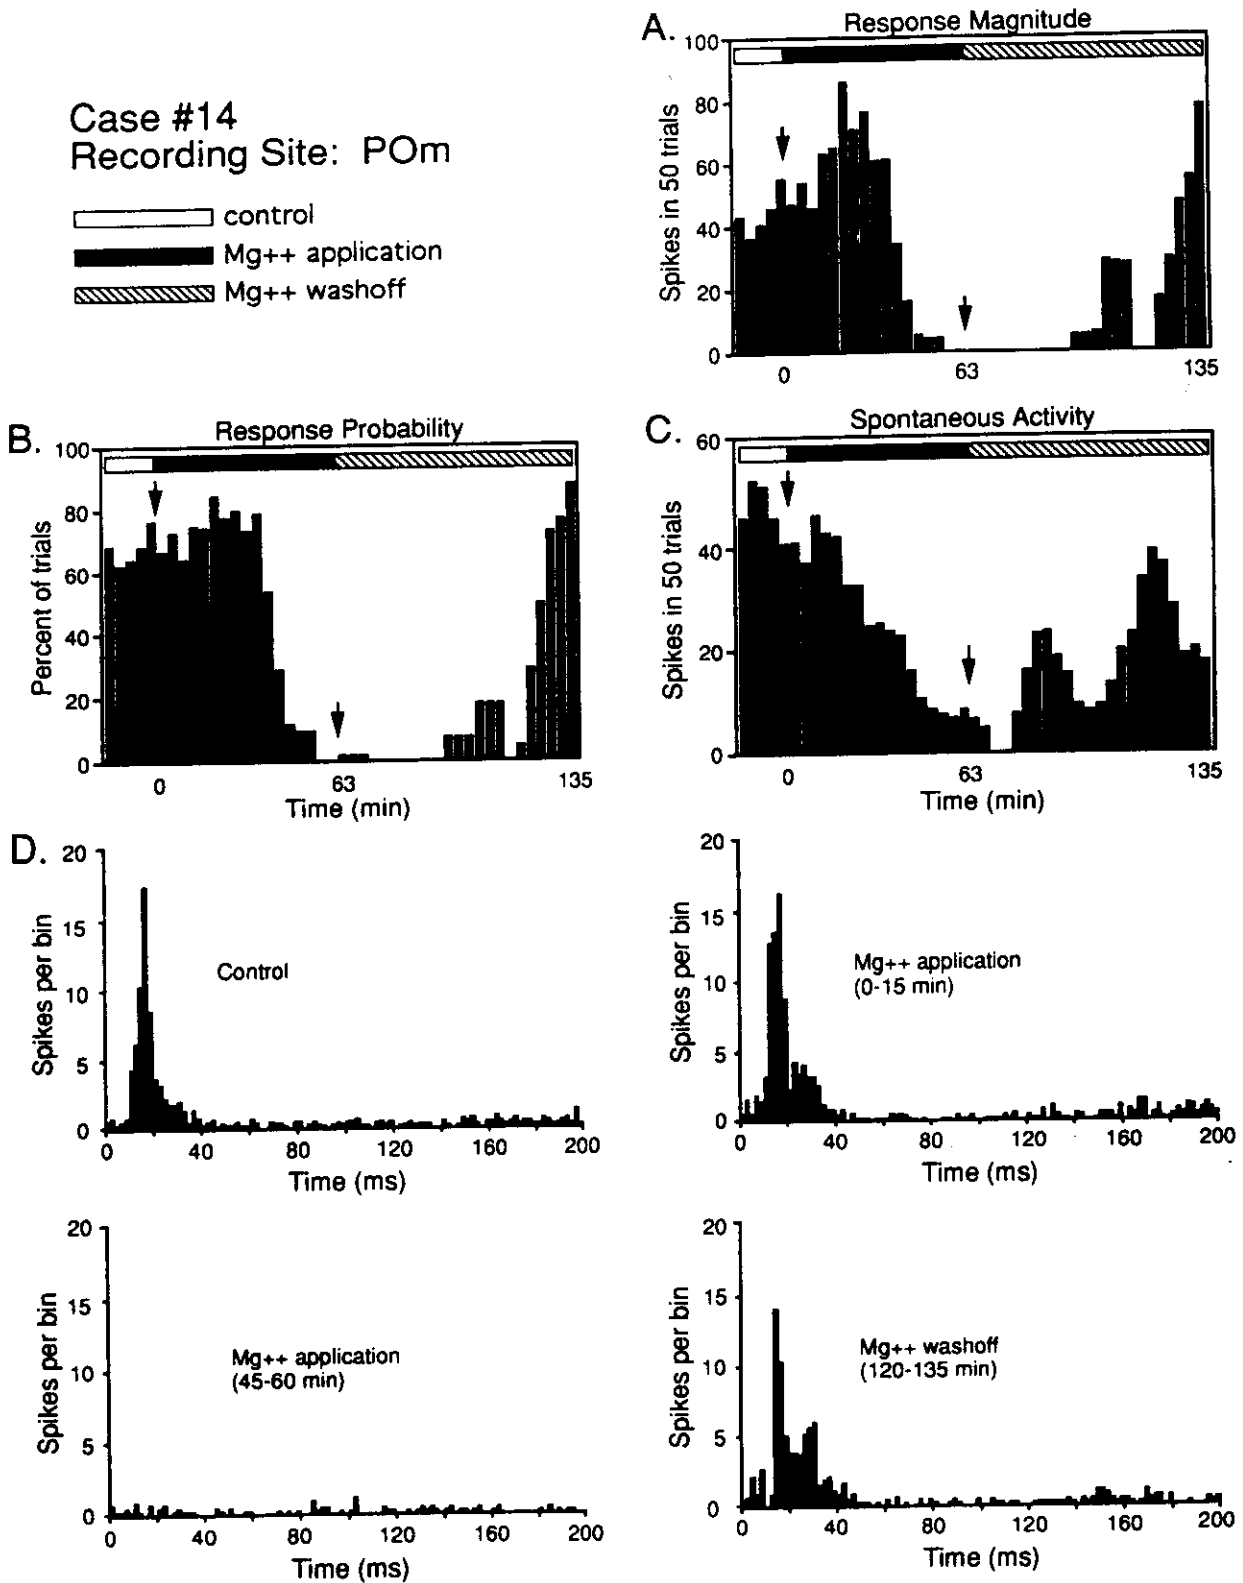 Case #14
Recording Site: POm
control
Mg++ application
Mg++ washoff
A.
Response Magnitude
Spikes in 50 trials
100
80
60
40
20
0
0
63
135
B.
Response Probability
Percent of trials
100
80
60
40
20
0
0
63
135
Time (min)
C.
Spontaneous Activity
Spikes in 50 trials
60
40
20
0
0
63
135
Time (min)
D.
Spikes per bin
20
15
10
5
0
Control
0
40
80
120
160
200
Time (ms)
Spikes per bin
20
15
10
5
0
Mg++ application
(0-15 min)
0
40
80
120
160
200
Time (ms)
Spikes per bin
20
15
10
5
0
Mg++ application
(45-60 min)
0
40
80
120
160
200
Time (ms)
Spikes per bin
20
15
10
5
0
Mg++ washoff
(120-135 min)
0
40
80
120
160
200
Time (ms)